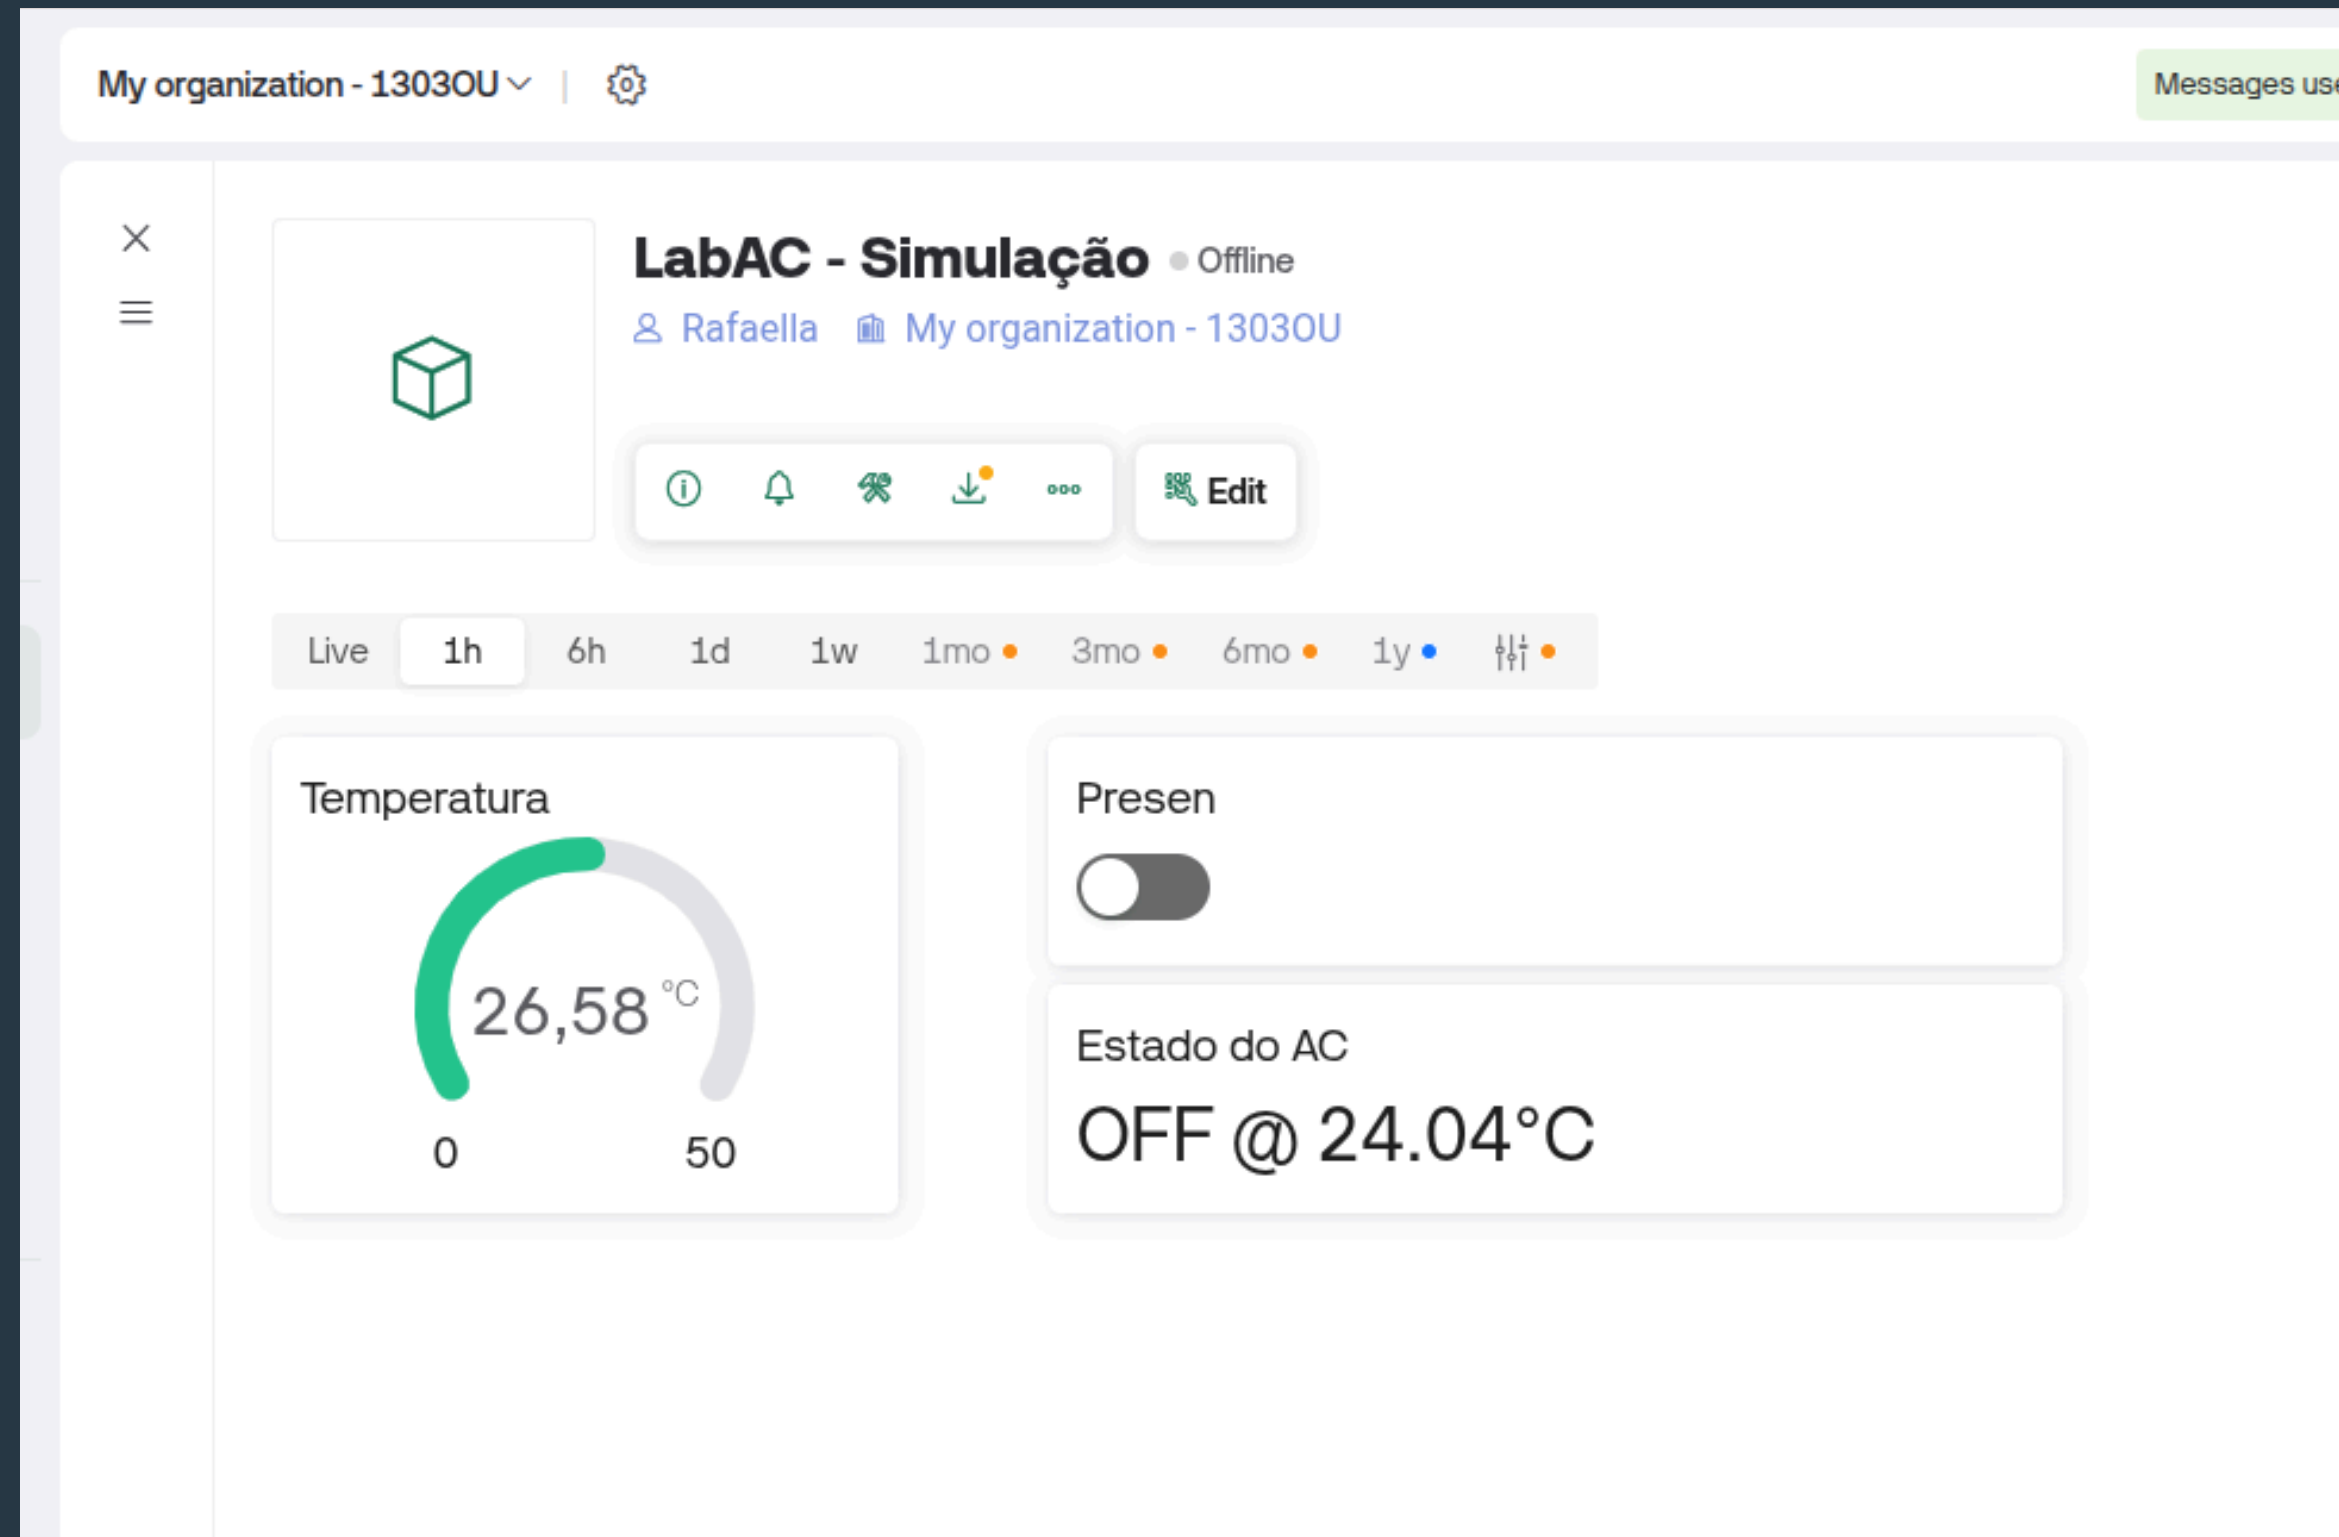 My organization - 1303OU
Messages use
LabAC - Simulação Offline
Rafaella My organization - 1303OU
Edit
Live 1h 6h 1d 1w 1mo 3mo 6mo 1y
Temperatura
26,58 °C
0 50
Presen
Estado do AC
OFF @ 24.04°C